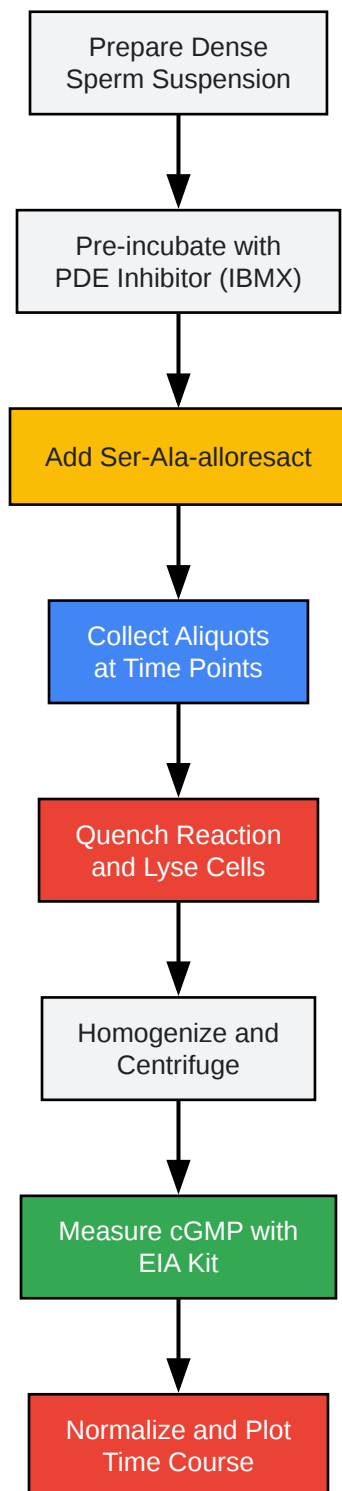 Prepare Dense
Sperm Suspension
Pre-incubate with
PDE Inhibitor (IBMX)
Add Ser-Ala-alloresact
Collect Aliquots
at Time Points
Quench Reaction
and Lyse Cells
Homogenize and
Centrifuge
Measure cGMP with
EIA Kit
Normalize and Plot
Time Course